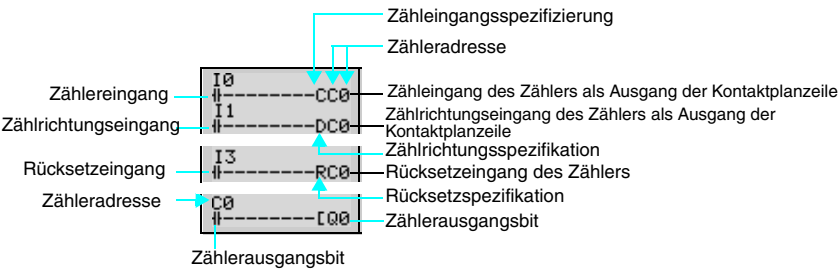 Zähleingangsspezifizierung
Zähleradresse
I0
Zählereingang
CC0
Zähleingang des Zählers als Ausgang der Kontaktplanzeile
I1
Zählrichtungseingang
DC0
Zählrichtungseingang des Zählers als Ausgang der
Kontaktplanzeile
Zählrichtungsspezifikation
I3
Rücksetzeingang
RC0
Rücksetzeingang des Zählers
Rücksetzspezifikation
Zähleradresse
C0
[Q0
Zählerausgangsbit
Zählerausgangsbit